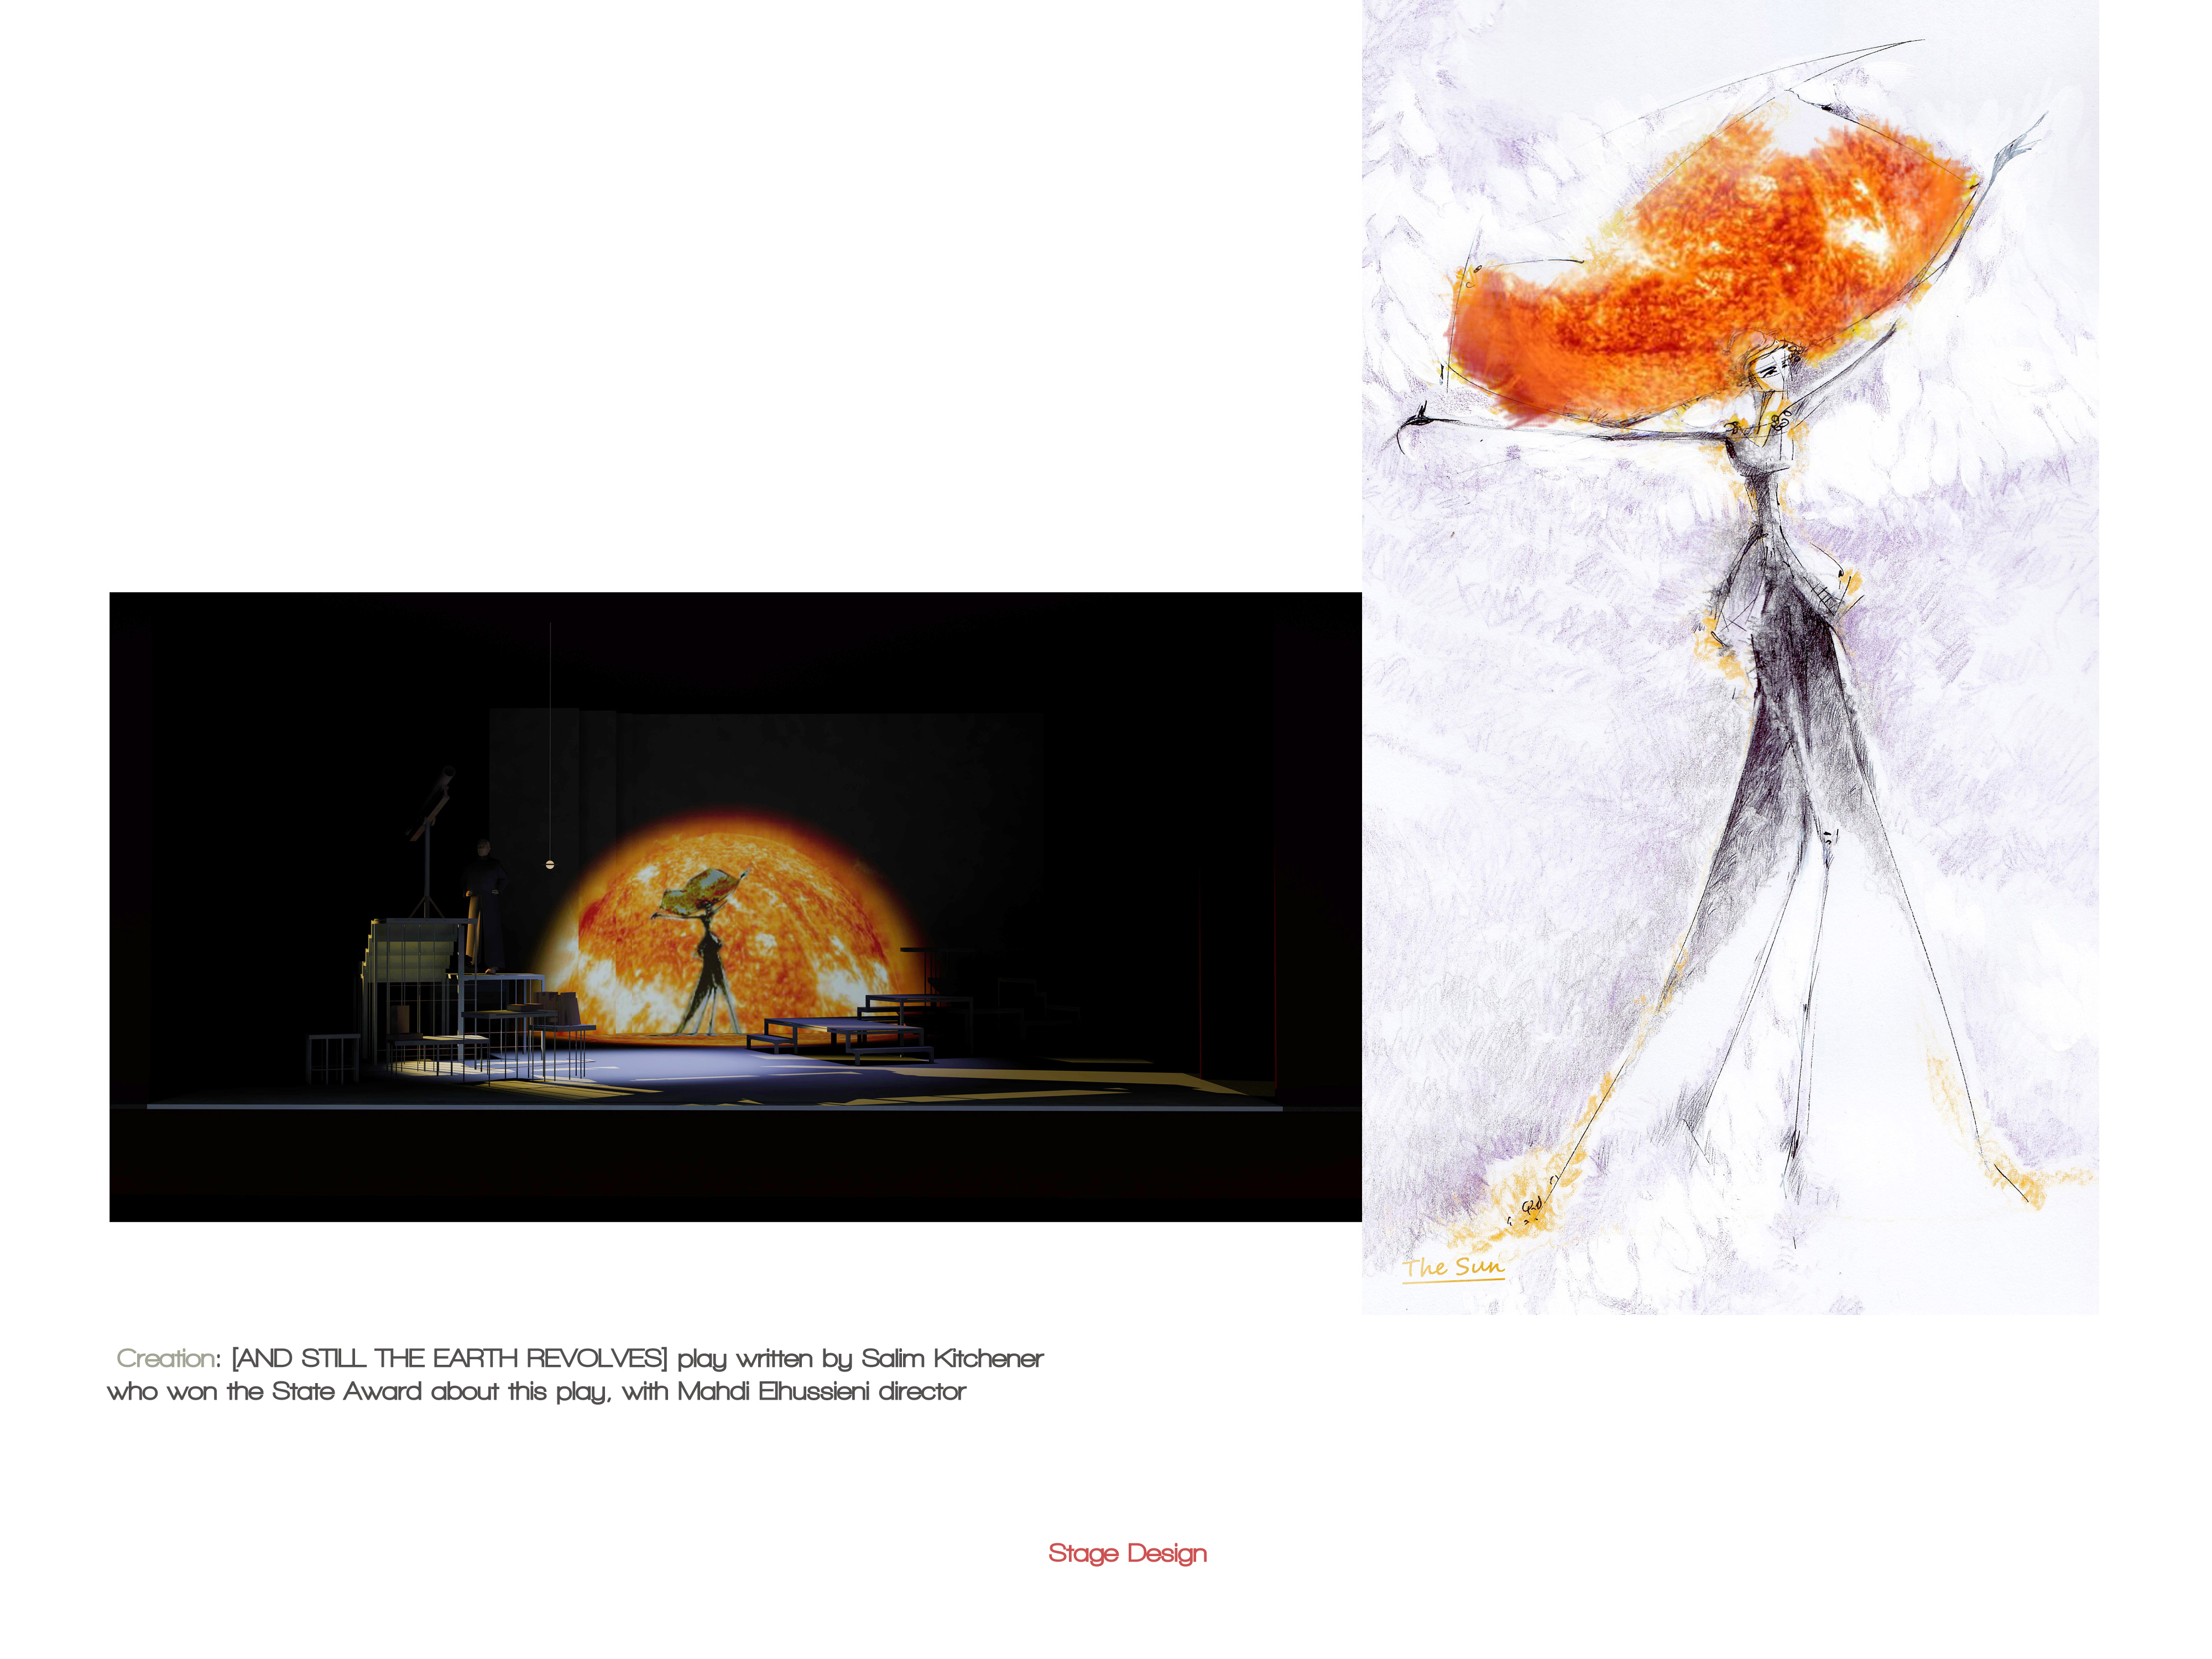 The Sun
Creation: [AND STILL THE EARTH REVOLVES] play written by Salim Kitchener
who won the State Award about this play, with Mahdi Elhussieni director
Stage Design